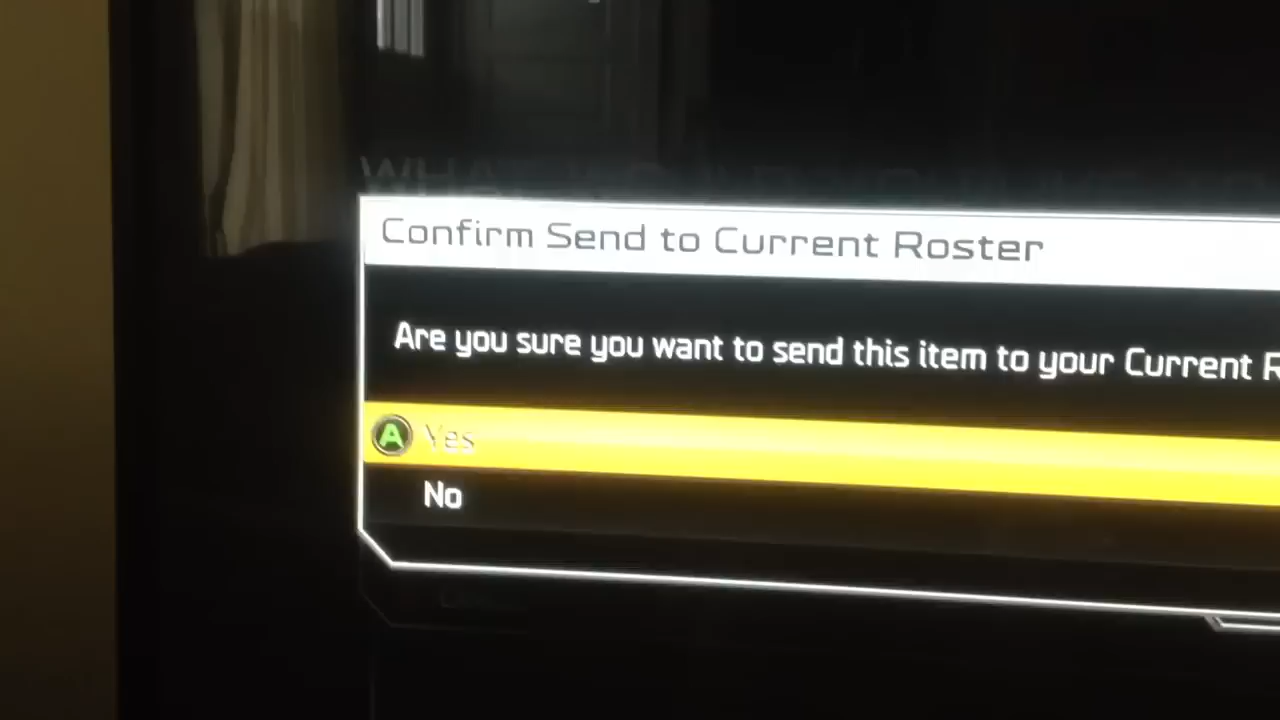 Confirm Send to Current Roster
Are you sure you want to send this item to your Current
A Yes
No